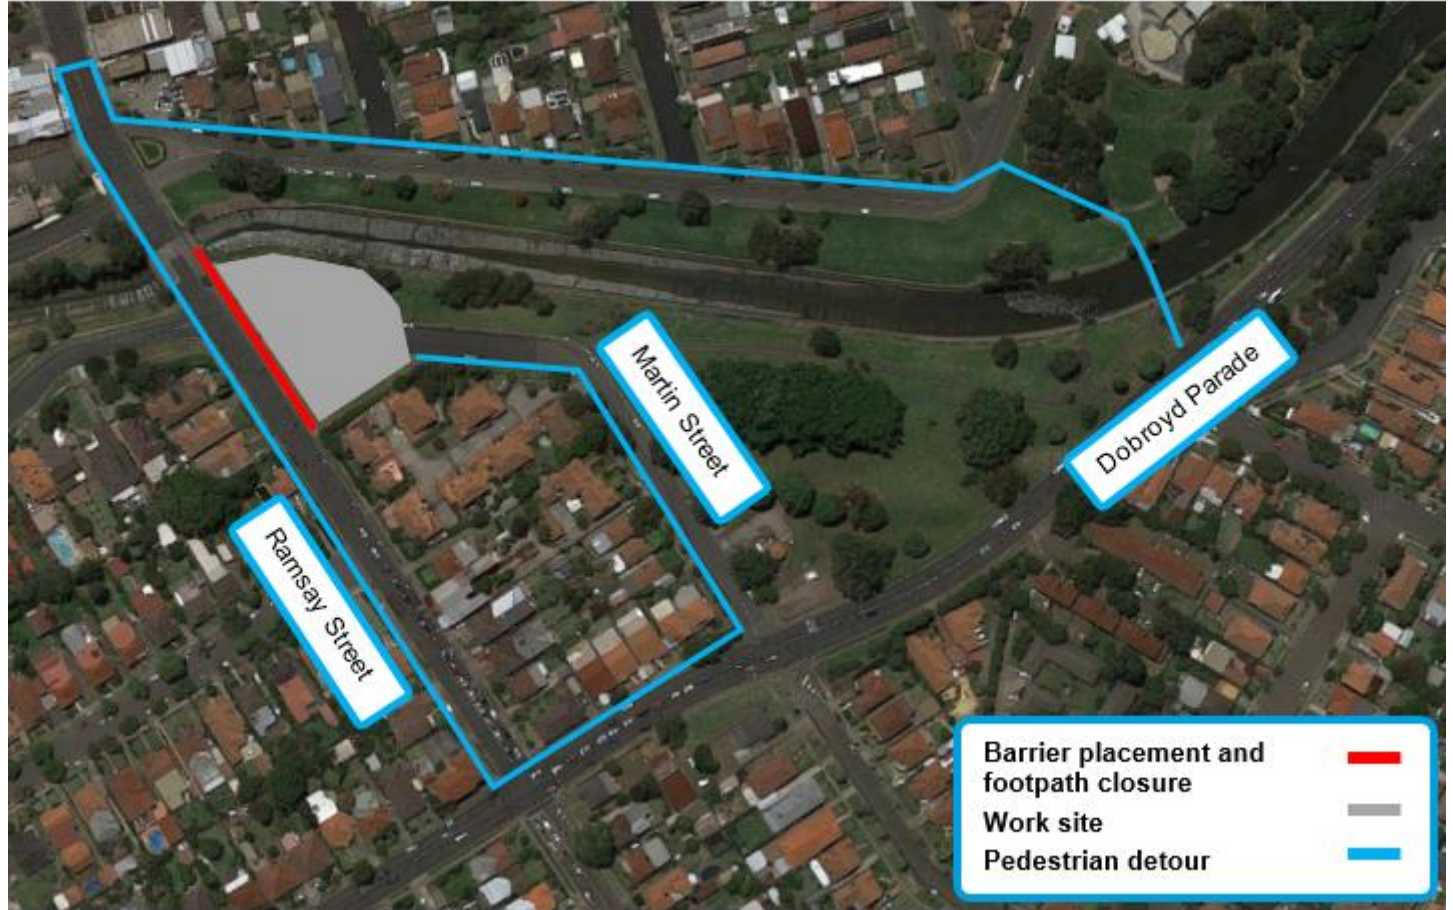 Martin Street
Dobroyd Parade
Ramsay Street
Barrier placement and
footpath closure
Work site
Pedestrian detour